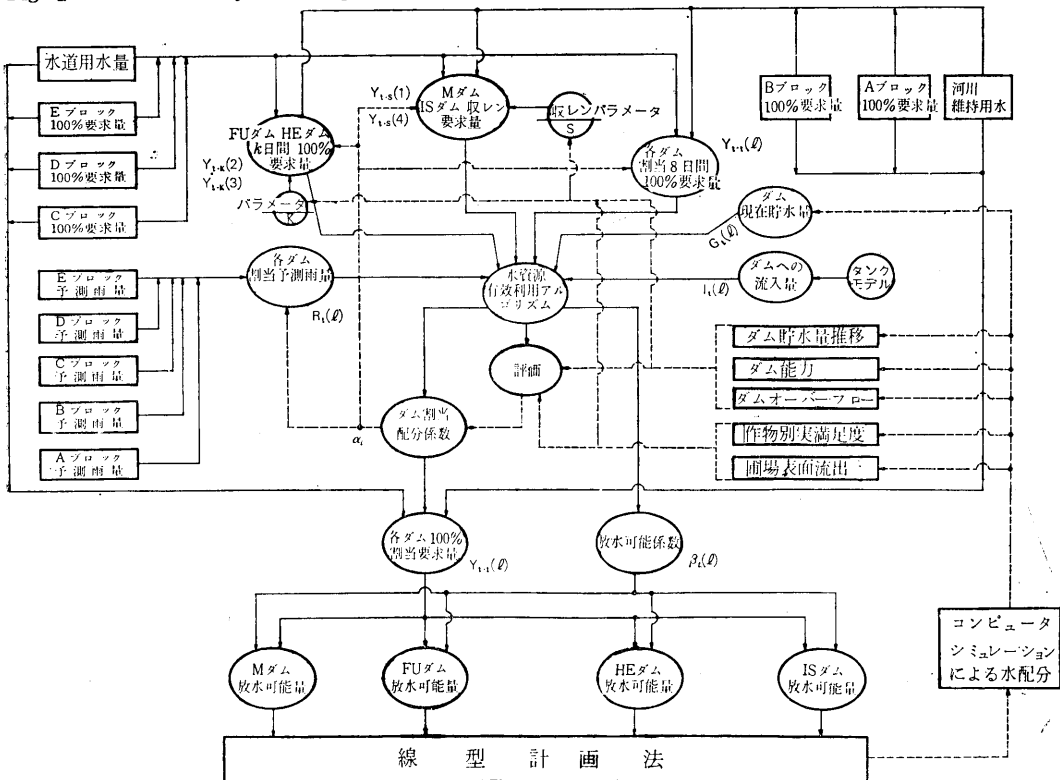 水道用水量
Eブロック
100%要求量
Dブロック
100%要求量
Cブロック
100%要求量
Eブロック
予測雨量
Dブロック
予測雨量
Cブロック
予測雨量
Bブロック
予測雨量
Aブロック
予測雨量
FUダム HEダム
k日間 100%
要求量
Yt-K(2)
Yt-K(3)
パラメータ
K
Yt-S(1)
Yt-S(4)
Mダム
ISダム 収レン
要求量
収レンパラメータ
S
各ダム
割当8日間
100%要求量
Yt-t(ℓ)
Bブロック
100%要求量
Aブロック
100%要求量
河川
維持用水
ダム
現在貯水量
Gt(ℓ)
各ダム
割当予測雨量
Rt(ℓ)
水資源
有効利用アル
ゴリズム
ダムへの
流入量
It(ℓ)
タンク
モデル
評価
ダム割当
配分係数
αt
ダム貯水量推移
ダム能力
ダムオーバーフロー
作物別実満足度
圃場表面流出
各ダム100%
割当要求量
Yt-t(ℓ)
放水可能係数
βt(ℓ)
Mダム
放水可能量
FUダム
放水可能量
HEダム
放水可能量
ISダム
放水可能量
コンピュータ
シミュレーション
による水配分
線型計画法